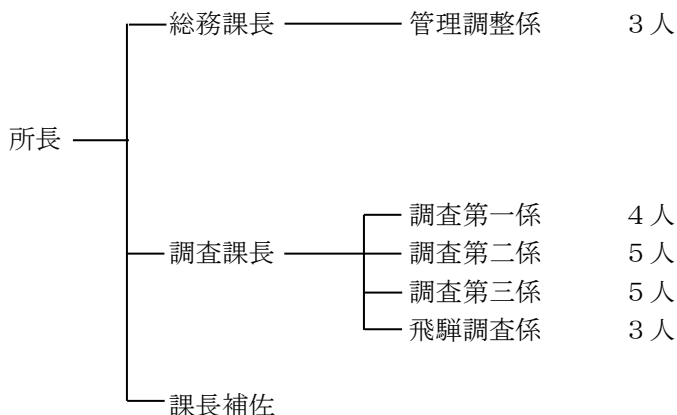 総務課長 管理調整係 3人
所長
調査第一係 4人
調査課長 調査第二係 5人
調査第三係 5人
飛騨調査係 3人
課長補佐